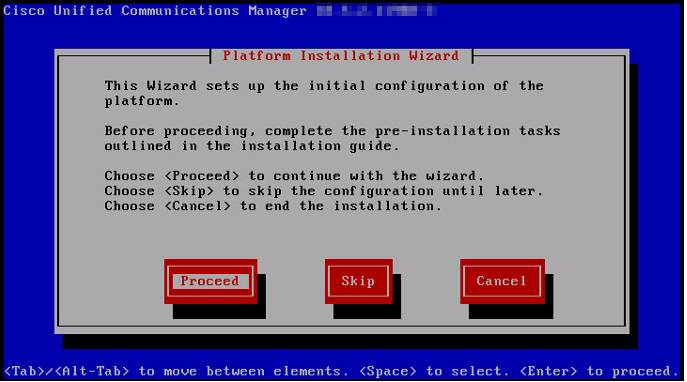 Cisco Unified Communications Manager
Platform Installation Wizard
This Wizard sets up the initial configuration of the
platform.
Before proceeding, complete the pre-installation tasks
outlined in the installation guide.
Choose <Proceed> to continue with the wizard.
Choose <Skip> to skip the configuration until later.
Choose <Cancel> to end the installation.
Proceed Skip Cancel
<Tab>/<Alt-Tab> to move between elements. <Space> to select. <Enter> to proceed.